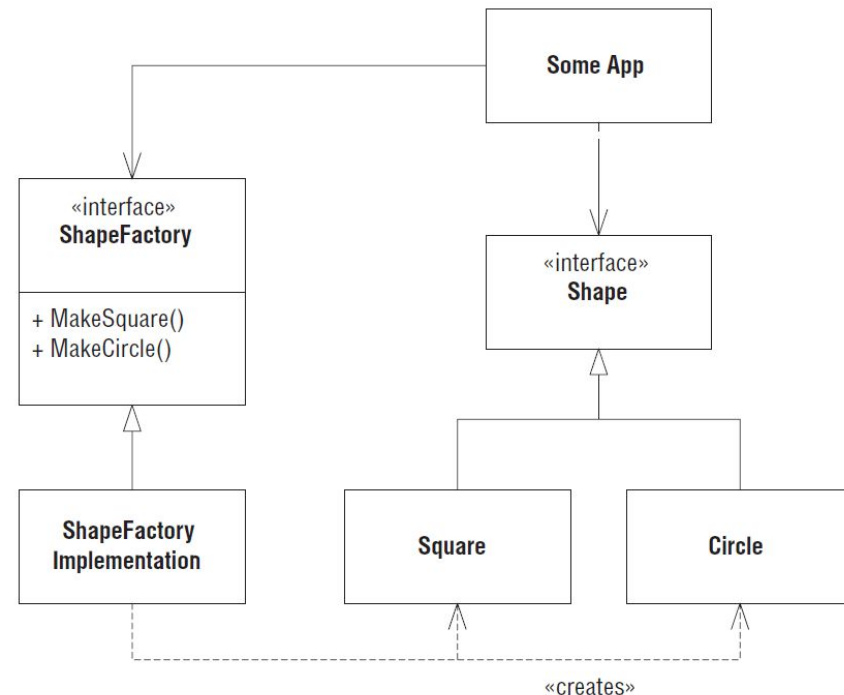 Some App
«interface»
ShapeFactory
+ MakeSquare()
+ MakeCircle()
«interface»
Shape
ShapeFactory
Implementation
Square
Circle
«creates»